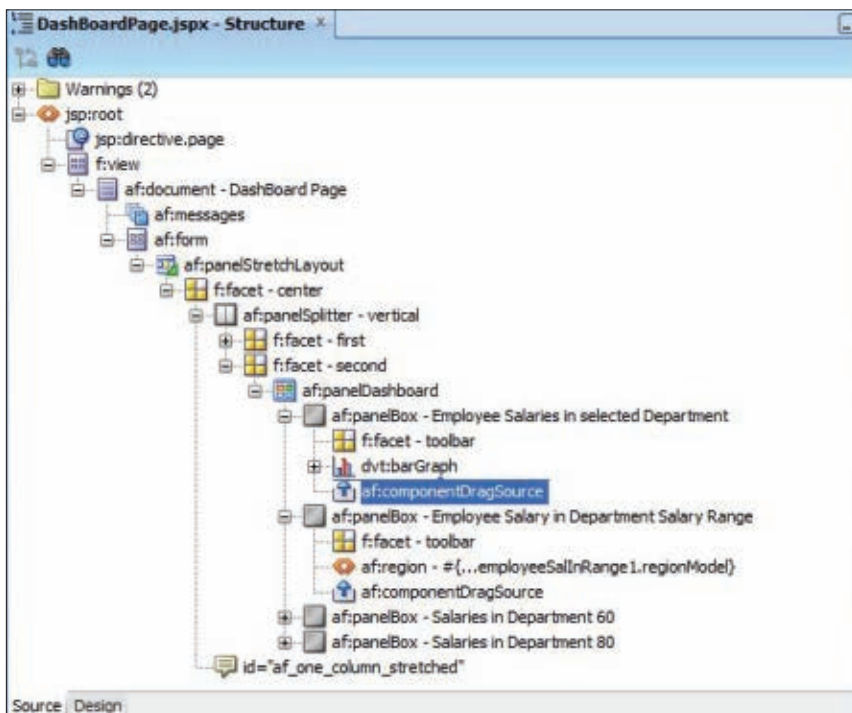 DashBoardPage.jspx - Structure
Warnings (2)
jsp:root
jsp:directive.page
f:view
af:document - DashBoard Page
af:messages
af:form
af:panelStretchLayout
f:facet - center
af:panelSplitter - vertical
f:facet - first
f:facet - second
af:panelDashboard
af:panelBox - Employee Salaries in selected Department
f:facet - toolbar
dvt:barGraph
af:componentDragSource
af:panelBox - Employee Salary in Department Salary Range
f:facet - toolbar
af:region - #{...employeeSalInRange1.regionModel}
af:componentDragSource
af:panelBox - Salaries in Department 60
af:panelBox - Salaries in Department 80
id="af_one_column_stretched"
Source Design